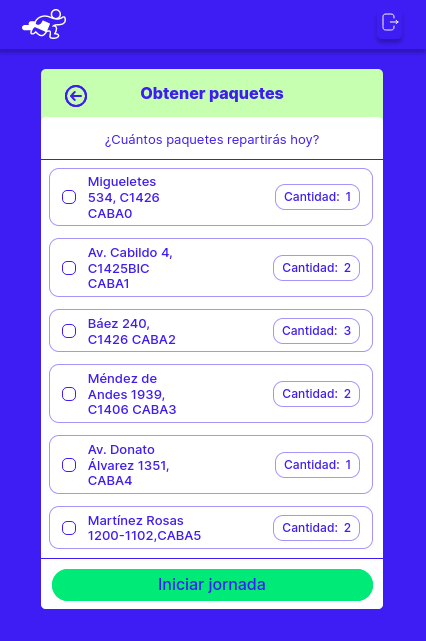 Obtener paquetes
¿Cuántos paquetes repartirás hoy?
Migueletes
534, C1426
CABA0
Cantidad: 1
Av. Cabildo 4,
C1425BIC
CABA1
Cantidad: 2
Báez 240,
C1426 CABA2
Cantidad: 3
Méndez de
Andes 1939,
C1406 CABA3
Cantidad: 2
Av. Donato
Álvarez 1351,
CABA4
Cantidad: 1
Martínez Rosas
1200-1102,CABA5
Cantidad: 2
Iniciar jornada